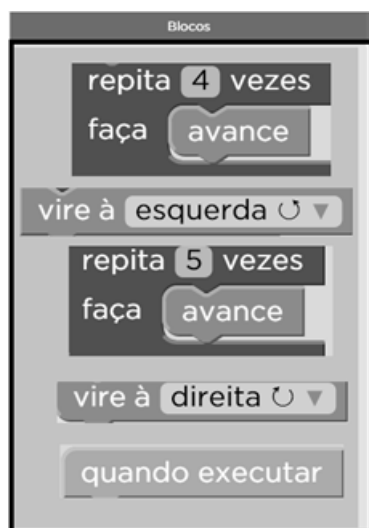 Blocos
repita 4 vezes
faça avance
vire à esquerda ↺ ▼
repita 5 vezes
faça avance
vire à direita ↻ ▼
quando executar